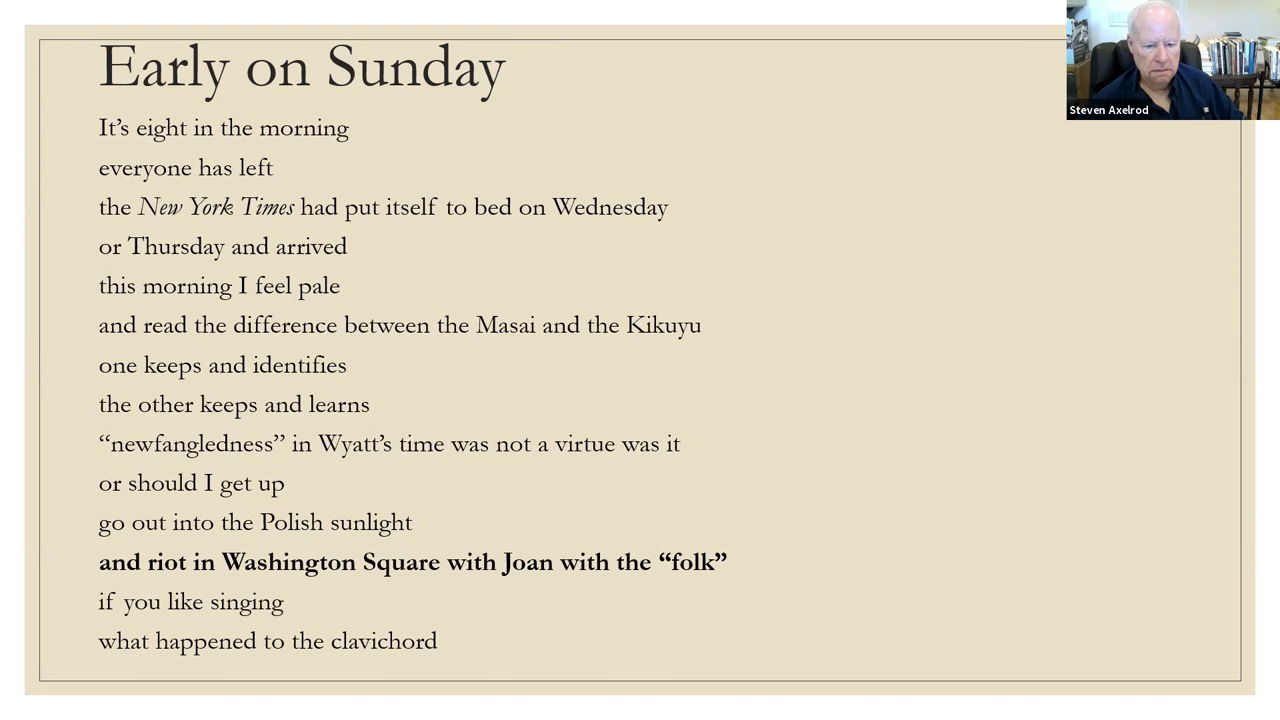 Early on Sunday
Steven Axelrod
It’s eight in the morning
everyone has left
the New York Times had put itself to bed on Wednesday
or Thursday and arrived
this morning I feel pale
and read the difference between the Masai and the Kikuyu
one keeps and identifies
the other keeps and learns
“newfangledness” in Wyatt’s time was not a virtue was it
or should I get up
go out into the Polish sunlight
and riot in Washington Square with Joan with the “folk”
if you like singing
what happened to the clavichord